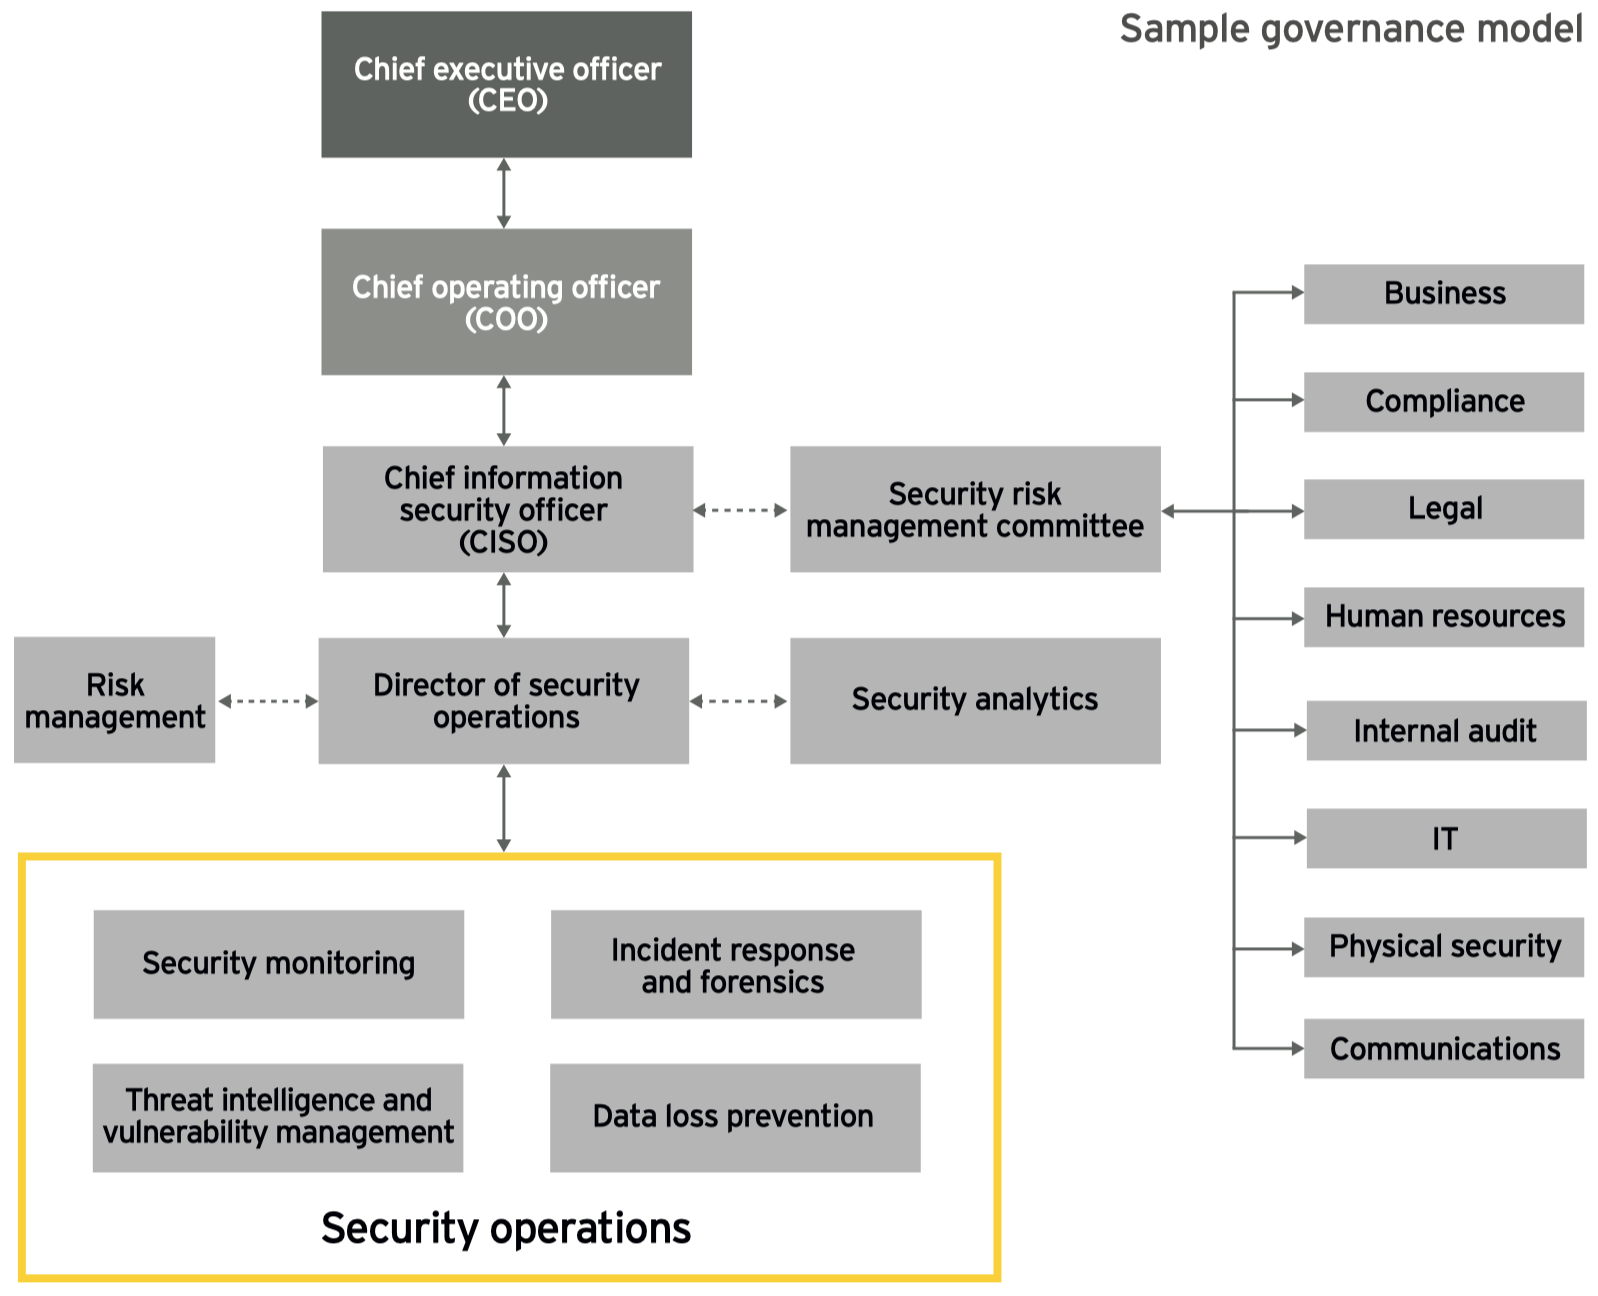 Sample governance model
Chief executive officer
(CEO)
Chief operating officer
(COO)
Chief information
security officer
(CISO)
Security risk
management committee
Risk
management
Director of security
operations
Security analytics
Business
Compliance
Legal
Human resources
Internal audit
IT
Physical security
Communications
Security monitoring
Incident response
and forensics
Threat intelligence and
vulnerability management
Data loss prevention
Security operations